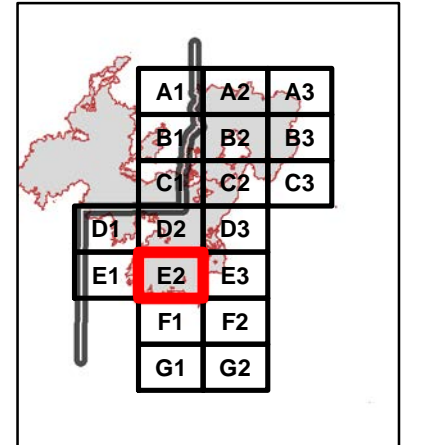 A1 A2 A3
B1 B2 B3
C1 C2 C3
D1 D2 D3
E1 E2 E3
F1 F2
G1 G2